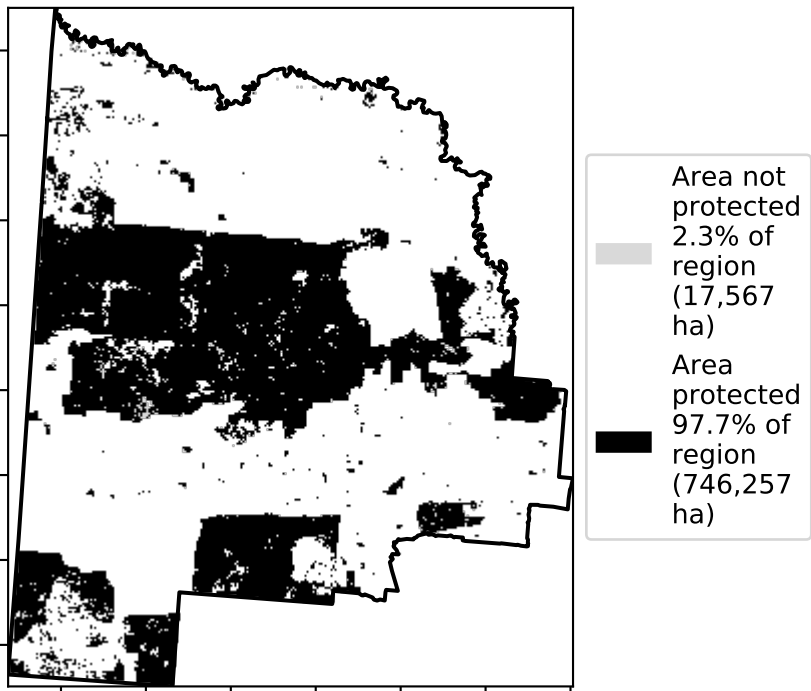 Area not
protected
2.3% of
region
(17,567
ha)
Area
protected
97.7% of
region
(746,257
ha)